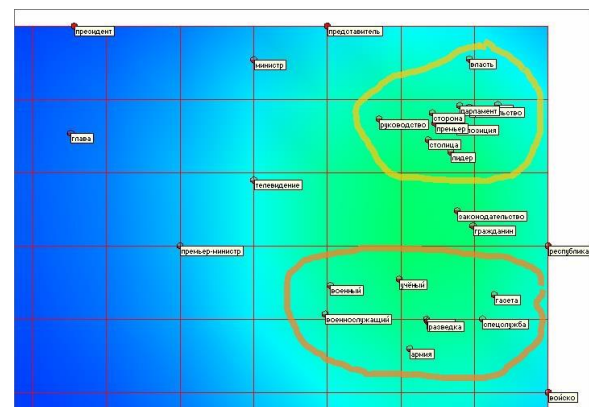 президент
представитель
министр
власть
парламент
сторона
руководство
премьер
столица
лидер
глава
телевидение
законодательство
гражданин
премьер-министр
республика
военный
учёный
газета
военнослужащий
разведка
спецслужба
армия
войско